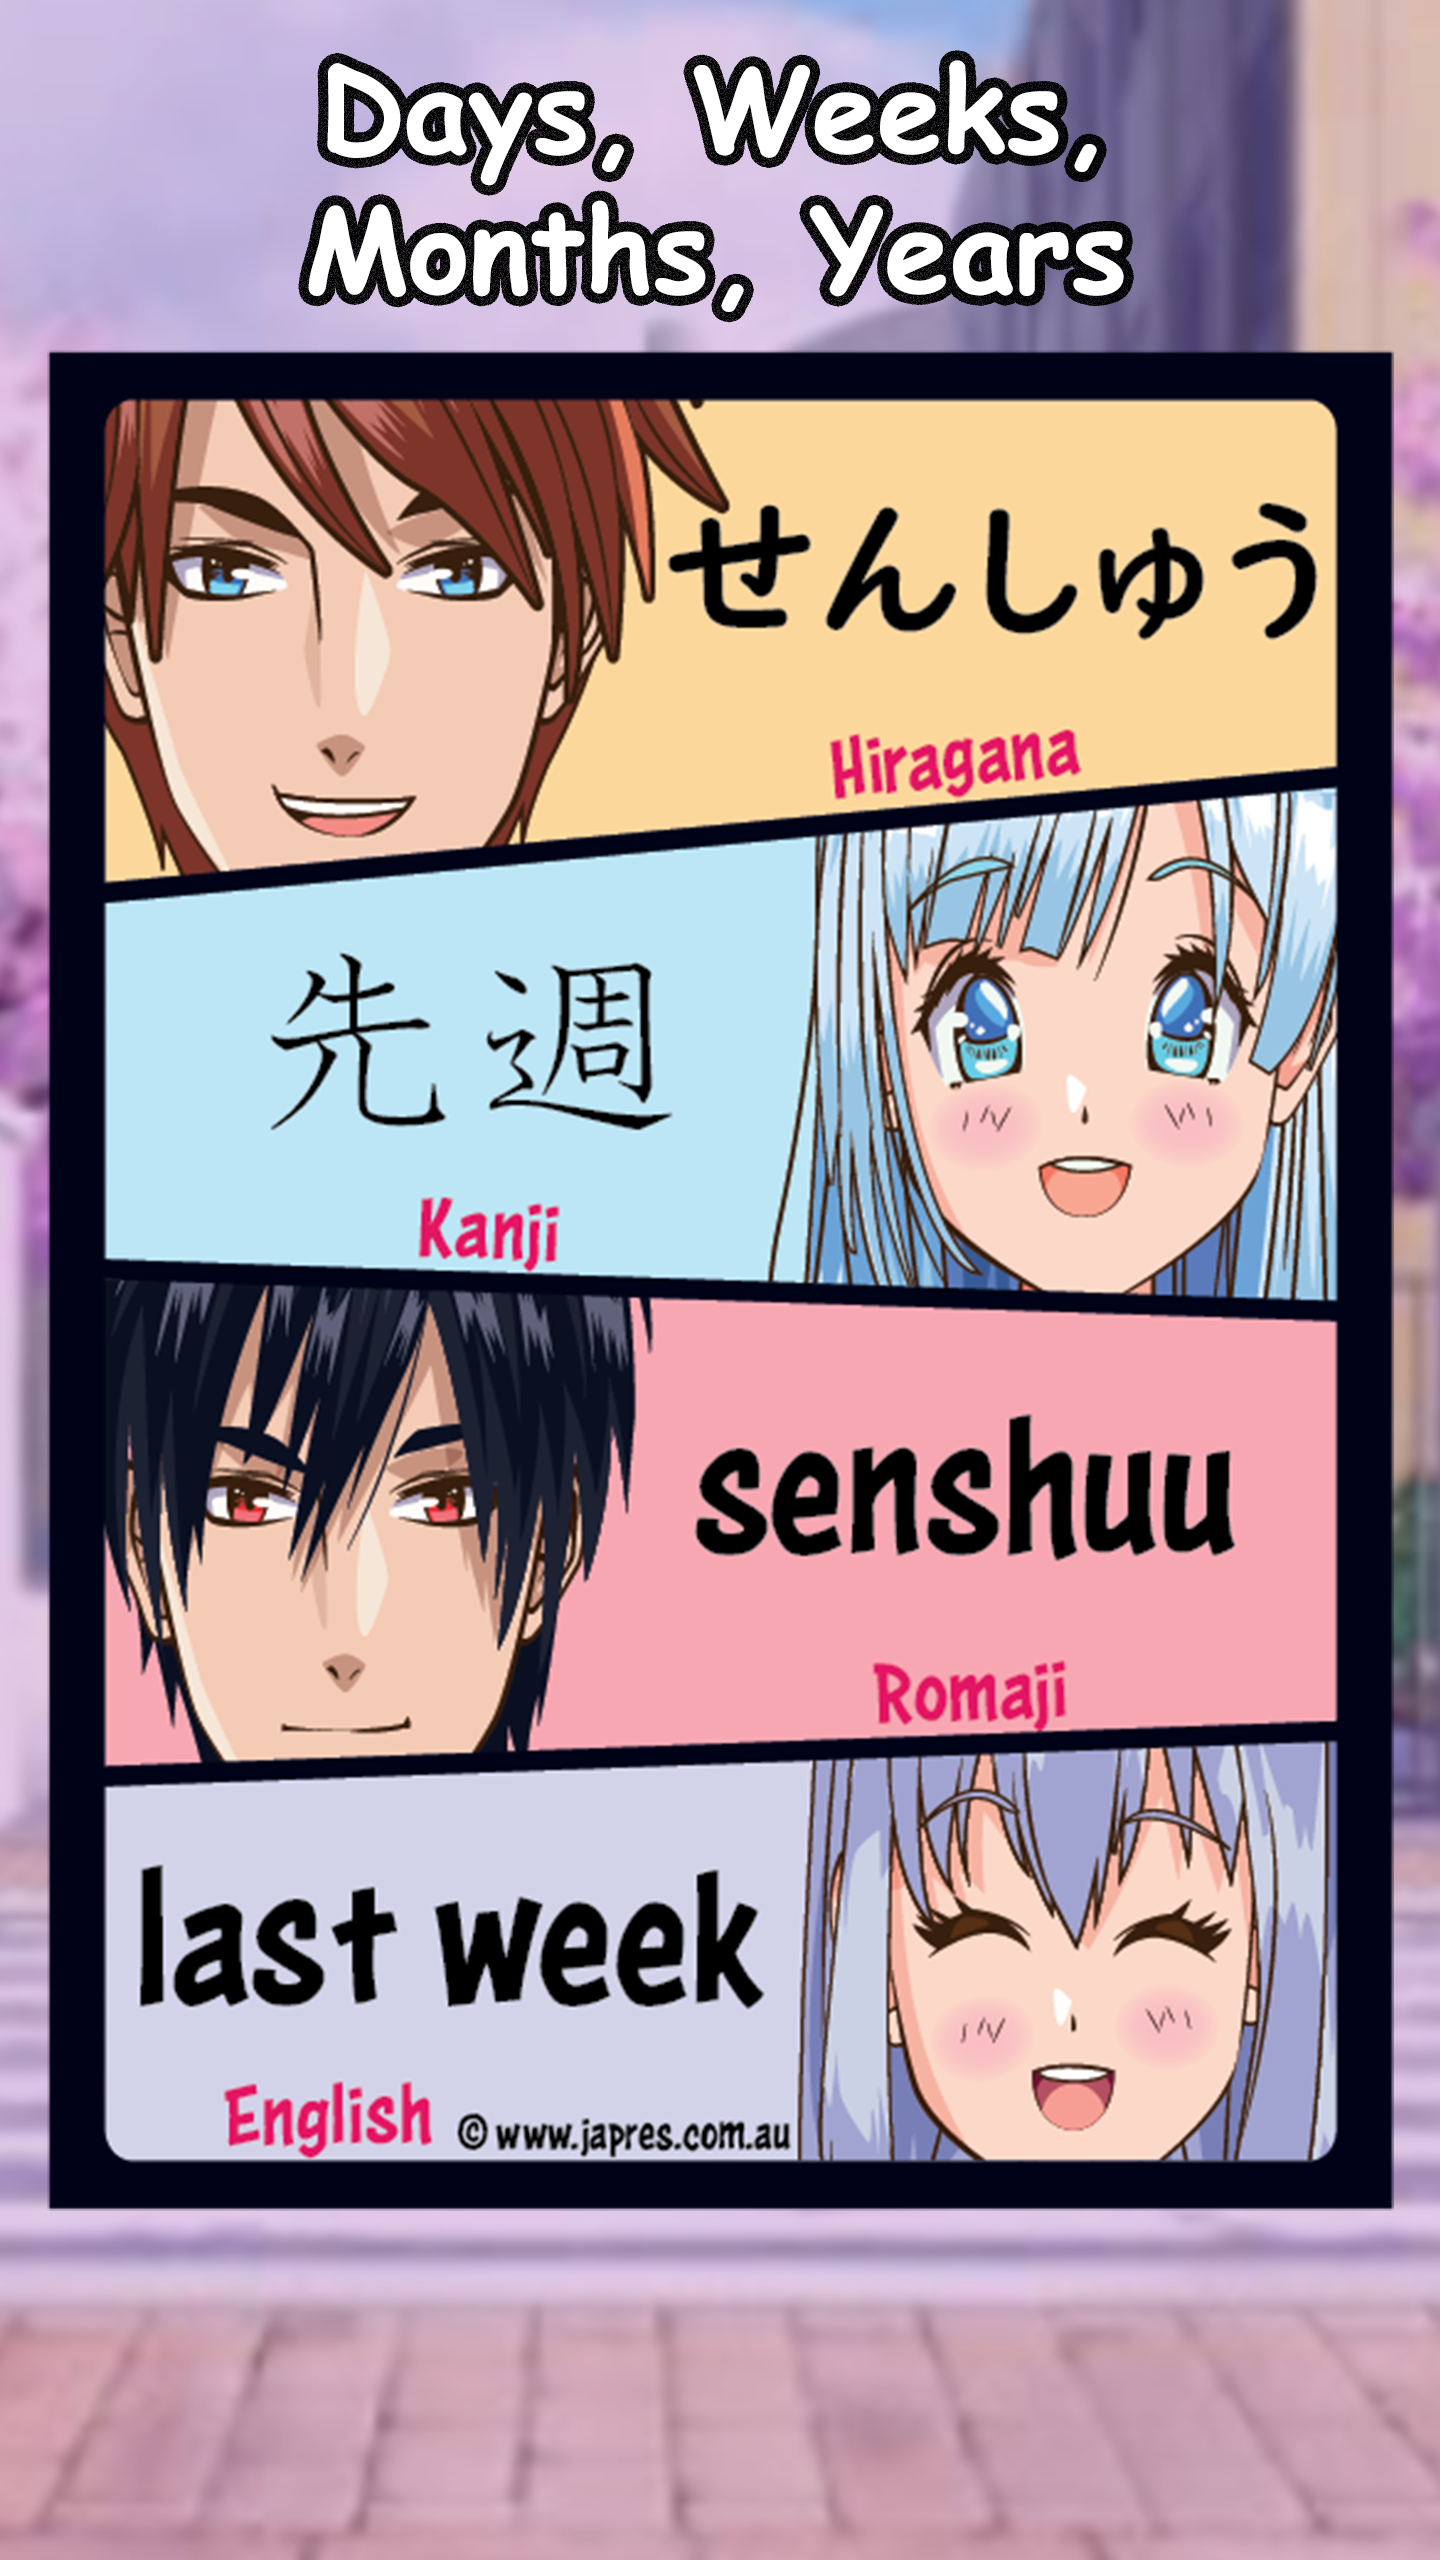 Days, Weeks,
Months, Years
せんしゅう
Hiragana
先週
Kanji
senshuu
Romaji
last week
English
© www.japres.com.au